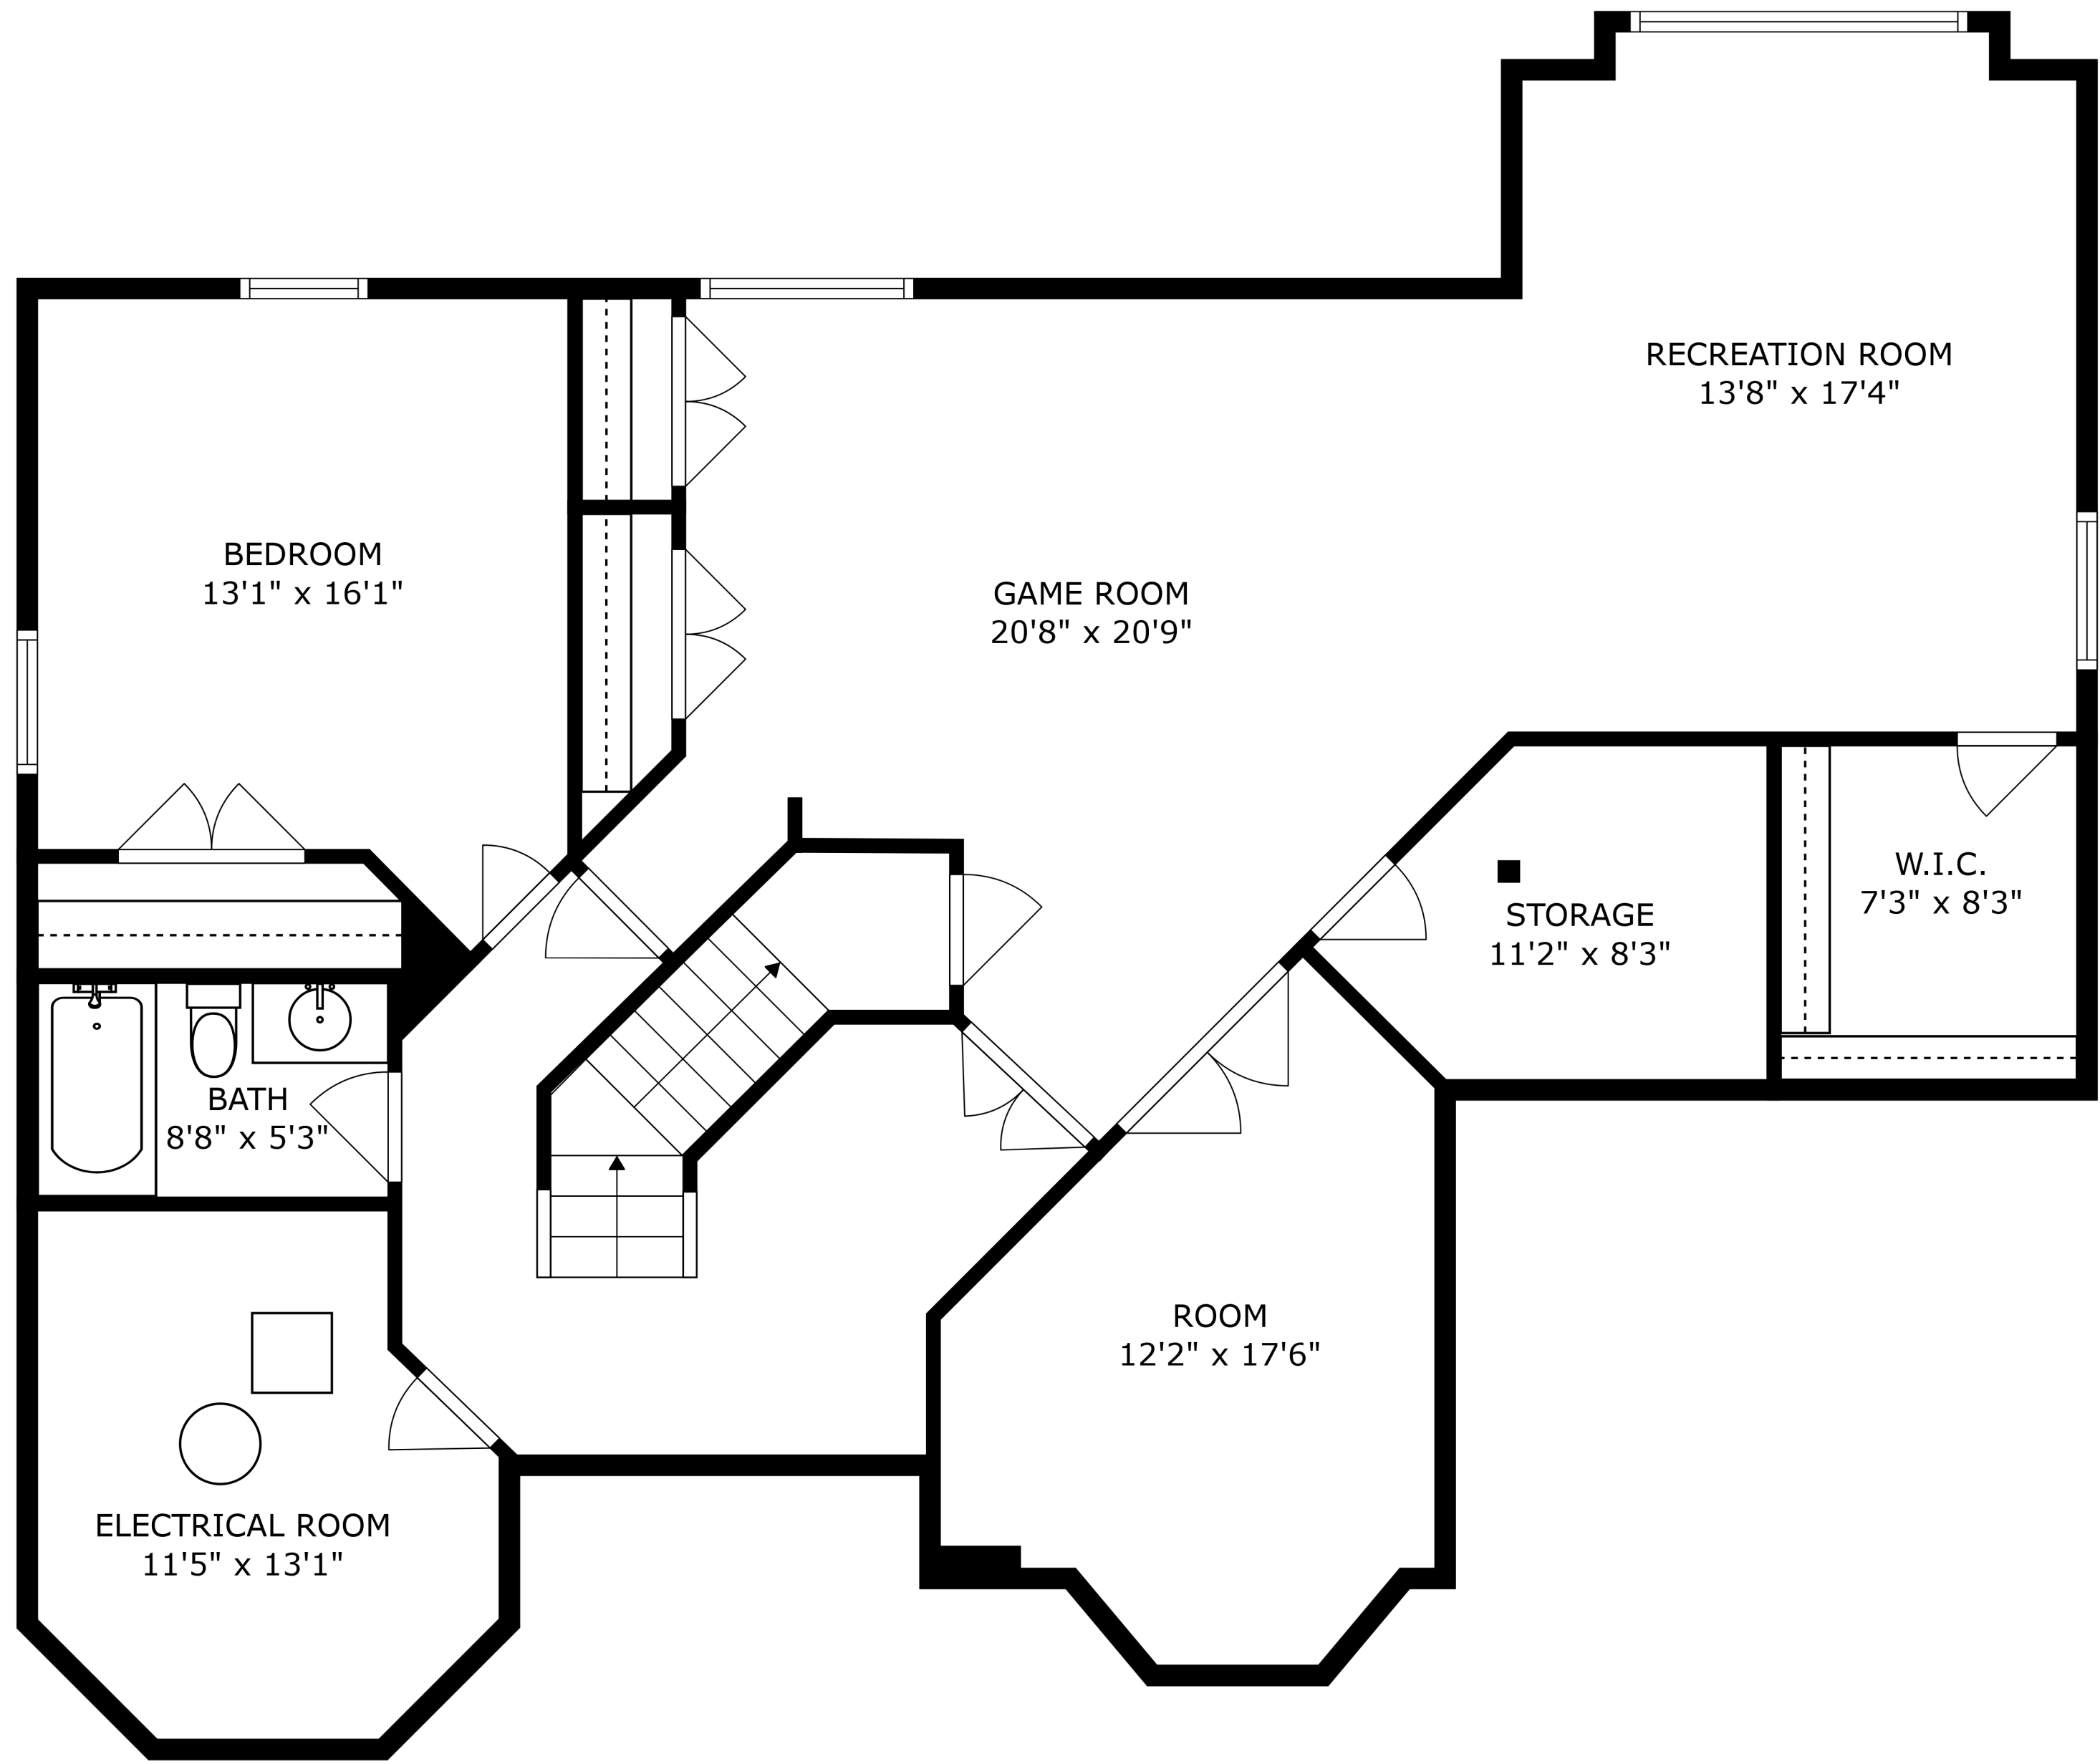 RECREATION ROOM
13'8" x 17'4"
BEDROOM
13'1" x 16'1"
GAME ROOM
20'8" x 20'9"
W.I.C.
7'3" x 8'3"
STORAGE
11'2" x 8'3"
BATH
8'8" x 5'3"
ROOM
12'2" x 17'6"
ELECTRICAL ROOM
11'5" x 13'1"